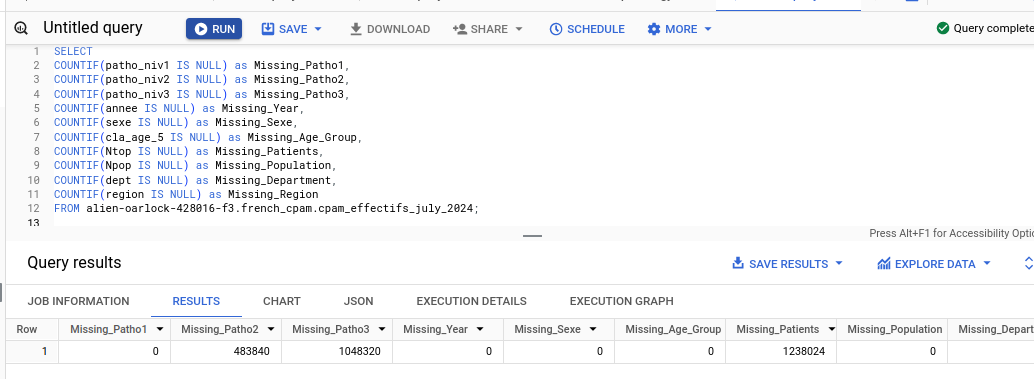 Untitled query RUN SAVE DOWNLOAD SHARE SCHEDULE MORE Query complete
1 SELECT
2 COUNTIF(patho_niv1 IS NULL) as Missing_Patho1,
3 COUNTIF(patho_niv2 IS NULL) as Missing_Patho2,
4 COUNTIF(patho_niv3 IS NULL) as Missing_Patho3,
5 COUNTIF(annee IS NULL) as Missing_Year,
6 COUNTIF(sexe IS NULL) as Missing_Sexe,
7 COUNTIF(cla_age_5 IS NULL) as Missing_Age_Group,
8 COUNTIF(Ntop IS NULL) as Missing_Patients,
9 COUNTIF(Npop IS NULL) as Missing_Population,
10 COUNTIF(dept IS NULL) as Missing_Department,
11 COUNTIF(region IS NULL) as Missing_Region
12 FROM alien-oarlock-428016-f3.french_cpam.cpam_effectifs_july_2024;
13
Press Alt+F1 for Accessibility Optio
Query results SAVE RESULTS EXPLORE DATA
JOB INFORMATION RESULTS CHART JSON EXECUTION DETAILS EXECUTION GRAPH
Row Missing_Patho1 Missing_Patho2 Missing_Patho3 Missing_Year Missing_Sexe Missing_Age_Group Missing_Patients Missing_Population Missing_Depart
1 0 483840 1048320 0 0 0 1238024 0